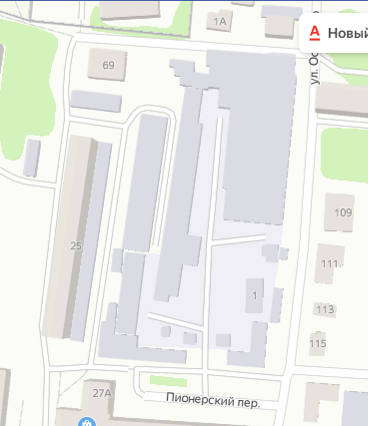 1А
А Новый
ул. Ос
69
109
25
111
1
113
115
27А
Пионерский пер.